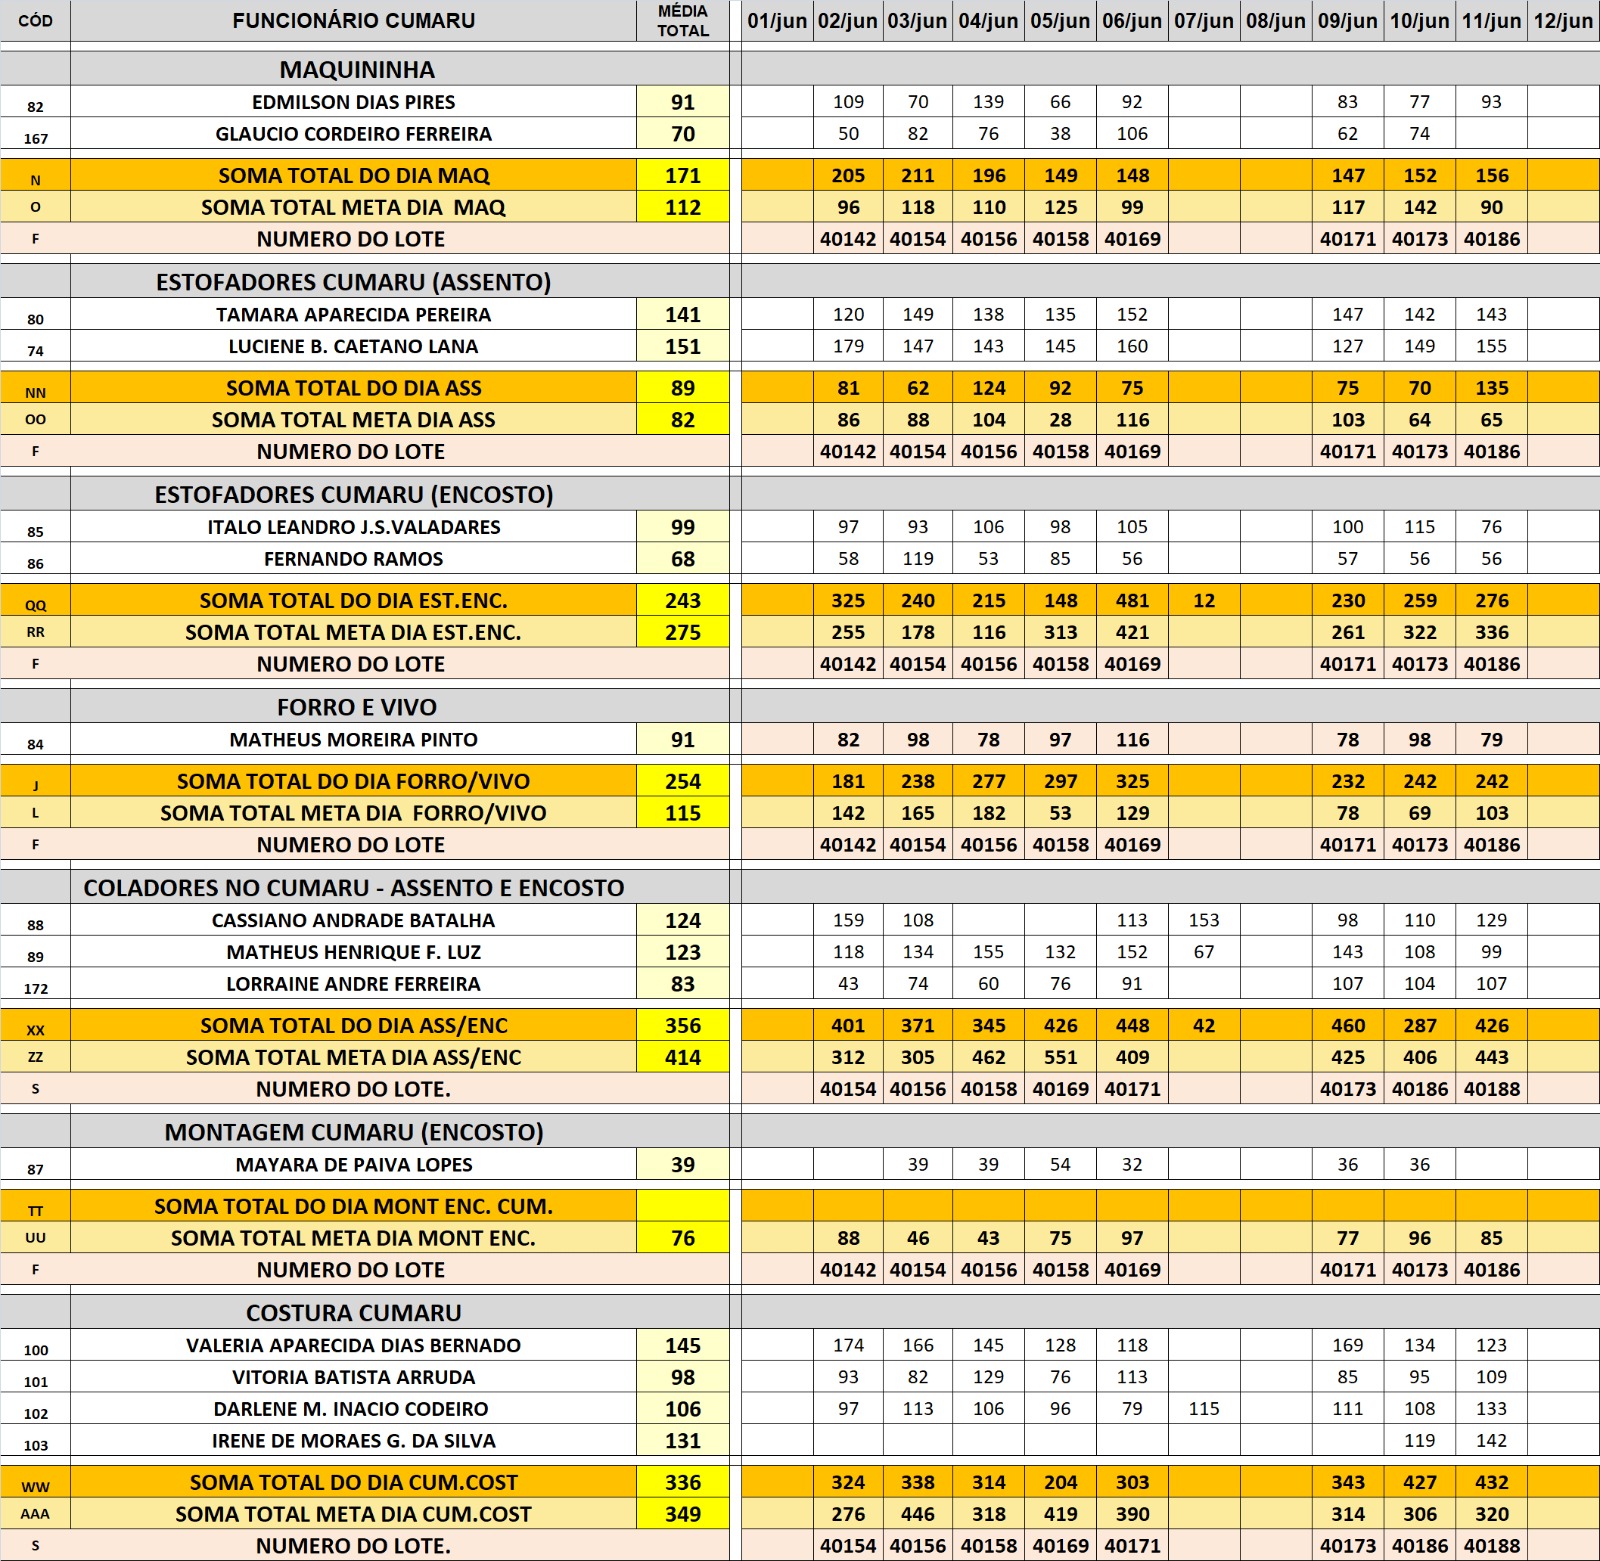 CÓD FUNCIONÁRIO CUMARU MÉDIA TOTAL 01/jun 02/jun 03/jun 04/jun 05/jun 06/jun 07/jun 08/jun 09/jun 10/jun 11/jun 12/jun
MAQUININHA
82 EDMILSON DIAS PIRES 91 109 70 139 66 92 83 77 93
167 GLAUCIO CORDEIRO FERREIRA 70 50 82 76 38 106 62 74
N SOMA TOTAL DO DIA MAQ 171 205 211 196 149 148 147 152 156
O SOMA TOTAL META DIA MAQ 112 96 118 110 125 99 117 142 90
F NUMERO DO LOTE 40142 40154 40156 40158 40169 40171 40173 40186
ESTOFADORES CUMARU (ASSENTO)
80 TAMARA APARECIDA PEREIRA 141 120 149 138 135 152 147 142 143
74 LUCIENE B. CAETANO LANA 151 179 147 143 145 160 127 149 155
NN SOMA TOTAL DO DIA ASS 89 81 62 124 92 75 75 70 135
OO SOMA TOTAL META DIA ASS 82 86 88 104 28 116 103 64 65
F NUMERO DO LOTE 40142 40154 40156 40158 40169 40171 40173 40186
ESTOFADORES CUMARU (ENCOSTO)
85 ITALO LEANDRO J.S.VALADARES 99 97 93 106 98 105 100 115 76
86 FERNANDO RAMOS 68 58 119 53 85 56 57 56 56
QQ SOMA TOTAL DO DIA EST.ENC. 243 325 240 215 148 481 12 230 259 276
RR SOMA TOTAL META DIA EST.ENC. 275 255 178 116 313 421 261 322 336
F NUMERO DO LOTE 40142 40154 40156 40158 40169 40171 40173 40186
FORRO E VIVO
84 MATHEUS MOREIRA PINTO 91 82 98 78 97 116 78 98 79
J SOMA TOTAL DO DIA FORRO/VIVO 254 181 238 277 297 325 232 242 242
L SOMA TOTAL META DIA FORRO/VIVO 115 142 165 182 53 129 78 69 103
F NUMERO DO LOTE 40142 40154 40156 40158 40169 40171 40173 40186
COLADORES NO CUMARU - ASSENTO E ENCOSTO
88 CASSIANO ANDRADE BATALHA 124 159 108 113 153 98 110 129
89 MATHEUS HENRIQUE F. LUZ 123 118 134 155 132 152 67 143 108 99
172 LORRAINE ANDRE FERREIRA 83 43 74 60 76 91 107 104 107
XX SOMA TOTAL DO DIA ASS/ENC 356 401 371 345 426 448 42 460 287 426
ZZ SOMA TOTAL META DIA ASS/ENC 414 312 305 462 551 409 425 406 443
S NUMERO DO LOTE. 40154 40156 40158 40169 40171 40173 40186 40188
MONTAGEM CUMARU (ENCOSTO)
87 MAYARA DE PAIVA LOPES 39 39 39 54 32 36 36
TT SOMA TOTAL DO DIA MONT ENC. CUM.
UU SOMA TOTAL META DIA MONT ENC. 76 88 46 43 75 97 77 96 85
F NUMERO DO LOTE 40142 40154 40156 40158 40169 40171 40173 40186
COSTURA CUMARU
100 VALERIA APARECIDA DIAS BERNADO 145 174 166 145 128 118 169 134 123
101 VITORIA BATISTA ARRUDA 98 93 82 129 76 113 85 95 109
102 DARLENE M. INACIO CODEIRO 106 97 113 106 96 79 115 111 108 133
103 IRENE DE MORAES G. DA SILVA 131 119 142
WW SOMA TOTAL DO DIA CUM.COST 336 324 338 314 204 303 343 427 432
AAA SOMA TOTAL META DIA CUM.COST 349 276 446 318 419 390 314 306 320
S NUMERO DO LOTE. 40154 40156 40158 40169 40171 40173 40186 40188